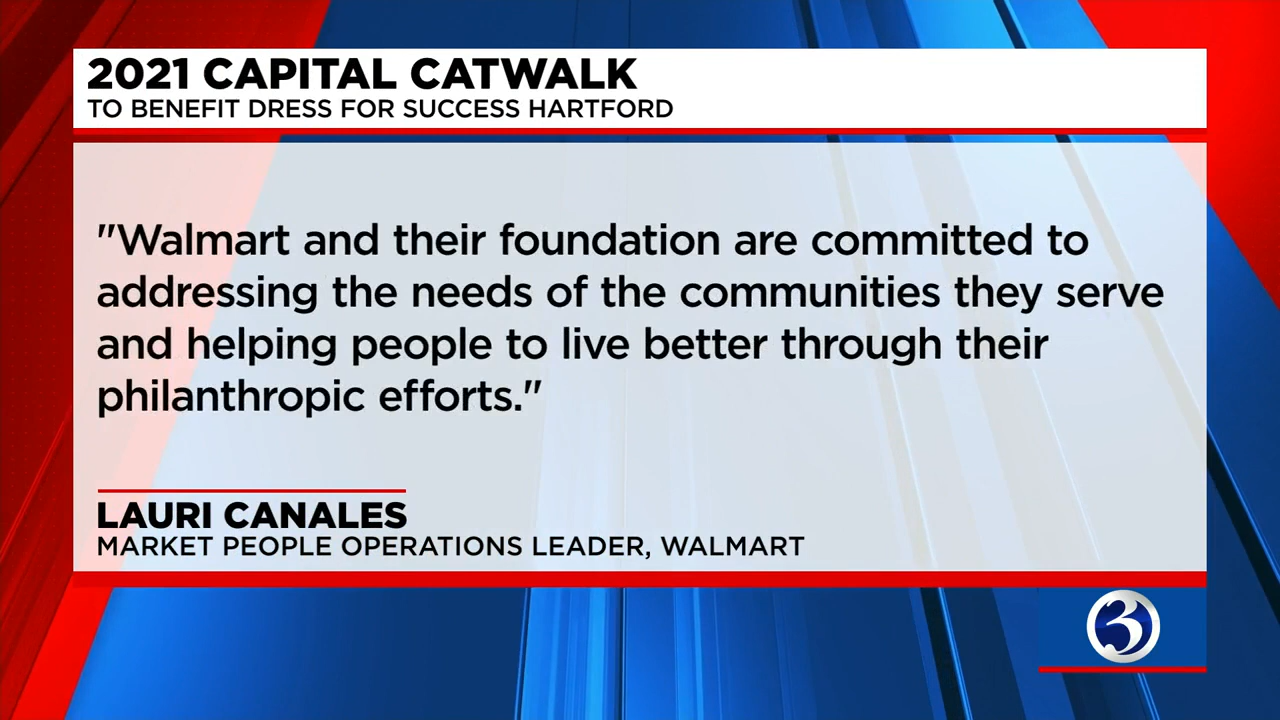 2021 CAPITAL CATWALK
TO BENEFIT DRESS FOR SUCCESS HARTFORD
"Walmart and their foundation are committed to
addressing the needs of the communities they serve
and helping people to live better through their
philanthropic efforts."
LAURI CANALES
MARKET PEOPLE OPERATIONS LEADER, WALMART
3